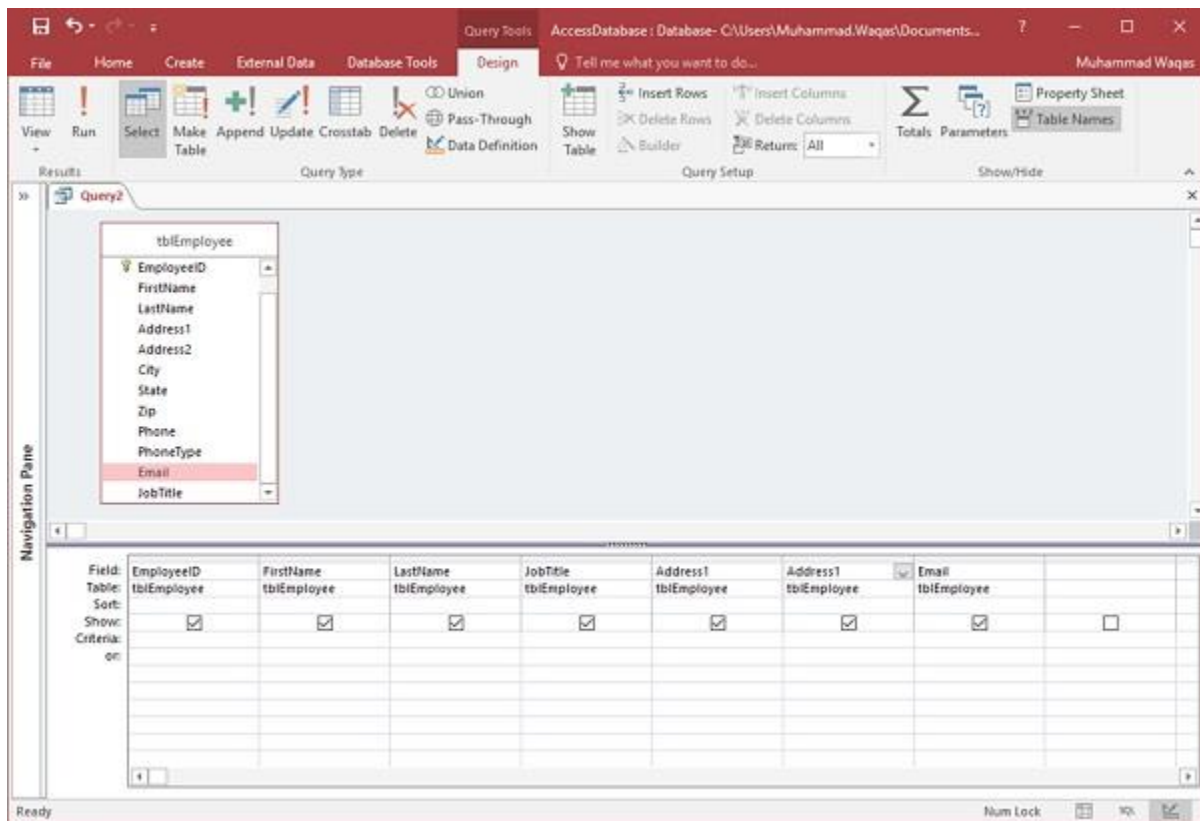 Query Tools AccessDatabase : Database- C:\Users\Muhammad.Waqas\Documents... ?
File Home Create External Data Database Tools Design Tell me what you want to do... Muhammad Waqas
View Run Select Make Table Append Update Crosstab Delete
Union
Pass-Through
Data Definition
Show Table
Insert Rows
Delete Rows
Builder
Insert Columns
Delete Columns
Return: All
Totals Parameters
Property Sheet
Table Names
Results Query Type Query Setup Show/Hide
Query2
Navigation Pane
tblEmployee
EmployeeID
FirstName
LastName
Address1
Address2
City
State
Zip
Phone
PhoneType
Email
JobTitle
Field: EmployeeID FirstName LastName JobTitle Address1 Address1 Email
Table: tblEmployee tblEmployee tblEmployee tblEmployee tblEmployee tblEmployee tblEmployee
Sort:
Show:
Criteria:
or:
Ready Num Lock SQL